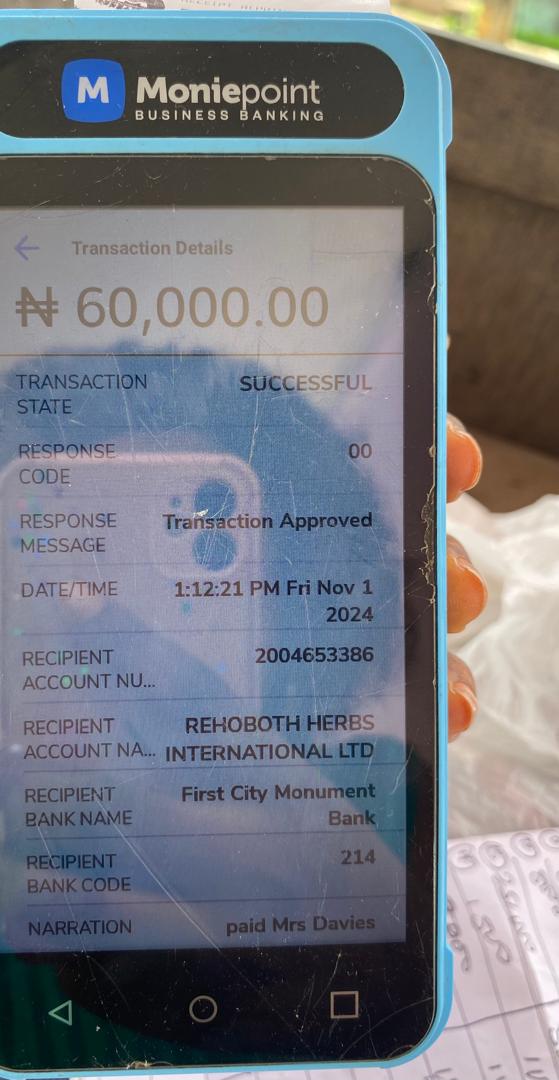 Moniepoint
BUSINESS BANKING
Transaction Details
₦ 60,000.00
TRANSACTION STATE SUCCESSFUL
RESPONSE CODE 00
RESPONSE MESSAGE Transaction Approved
DATE/TIME 1:12:21 PM Fri Nov 1 2024
RECIPIENT ACCOUNT NU... 2004653386
RECIPIENT ACCOUNT NA... REHOBOTH HERBS INTERNATIONAL LTD
RECIPIENT BANK NAME First City Monument Bank
RECIPIENT BANK CODE 214
NARRATION paid Mrs Davies